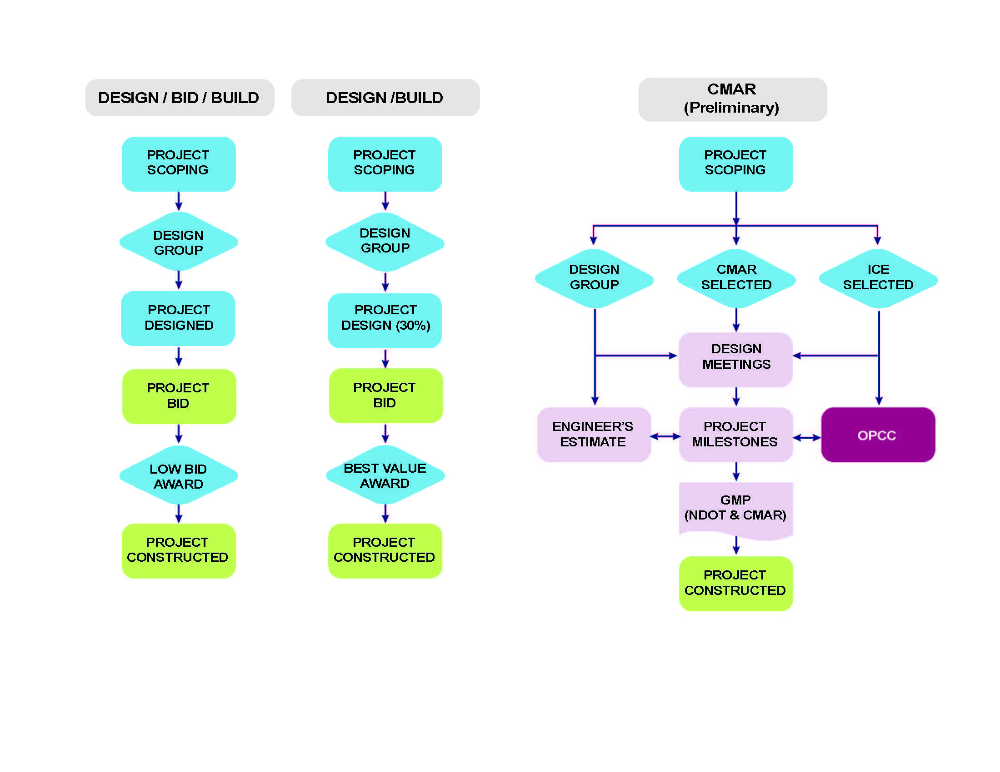 DESIGN / BID / BUILD
PROJECT
SCOPING
DESIGN
GROUP
PROJECT
DESIGNED
PROJECT
BID
LOW BID
AWARD
PROJECT
CONSTRUCTED
DESIGN /BUILD
PROJECT
SCOPING
DESIGN
GROUP
PROJECT
DESIGN (30%)
PROJECT
BID
BEST VALUE
AWARD
PROJECT
CONSTRUCTED
CMAR
(Preliminary)
PROJECT
SCOPING
DESIGN
GROUP
CMAR
SELECTED
ICE
SELECTED
DESIGN
MEETINGS
ENGINEER’S
ESTIMATE
PROJECT
MILESTONES
OPCC
GMP
(NDOT & CMAR)
PROJECT
CONSTRUCTED